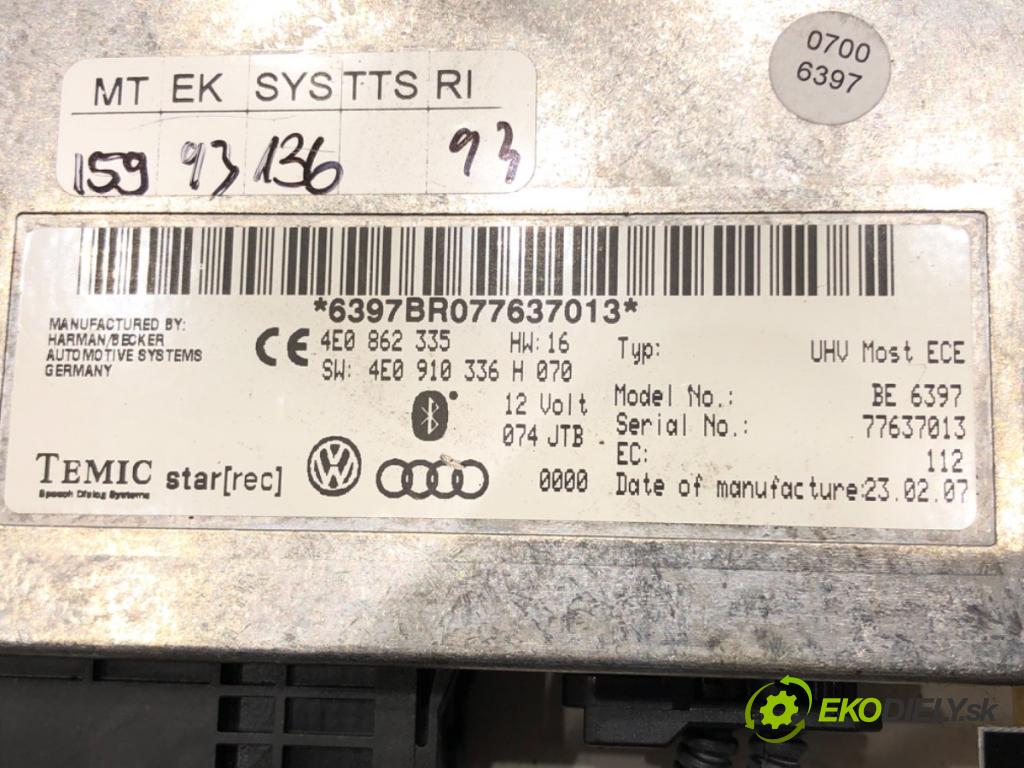 0700
6397
MT EK SYS TTS RI
159 93 136 93
*6397BR077637013*
MANUFACTURED BY:
HARMAN/BECKER
AUTOMOTIVE SYSTEMS
GERMANY
CE
4E0 862 335 HW: 16
SW: 4E0 910 336 H 070
12 Volt
074 JTB
0000
Typ: UHV Most ECE
Model No.: BE 6397
Serial No.: 77637013
EC: 112
Date of manufacture:23.02.07
TEMIC
Speech Dialog Systems
star[rec]
EKODIELY.sk